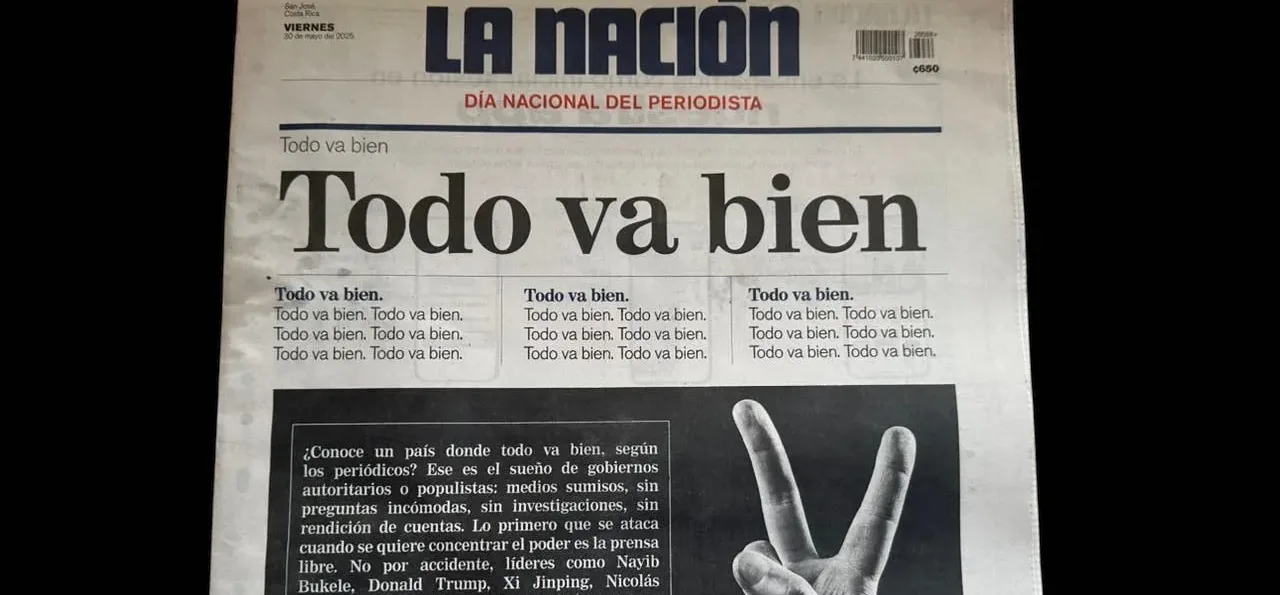 San José,
Costa Rica
VIERNES
30 de mayo del 2025
LA NACIÓN
¢650
DÍA NACIONAL DEL PERIODISTA
Todo va bien
Todo va bien
Todo va bien.
Todo va bien. Todo va bien.
Todo va bien. Todo va bien.
Todo va bien. Todo va bien.
Todo va bien.
Todo va bien. Todo va bien.
Todo va bien. Todo va bien.
Todo va bien. Todo va bien.
Todo va bien.
Todo va bien. Todo va bien.
Todo va bien. Todo va bien.
Todo va bien. Todo va bien.
¿Conoce un país donde todo va bien, según
los periódicos? Ese es el sueño de gobiernos
autoritarios o populistas: medios sumisos, sin
preguntas incómodas, sin investigaciones, sin
rendición de cuentas. Lo primero que se ataca
cuando se quiere concentrar el poder es la prensa
libre. No por accidente, líderes como Nayib
Bukele, Donald Trump, Xi Jinping, Nicolás